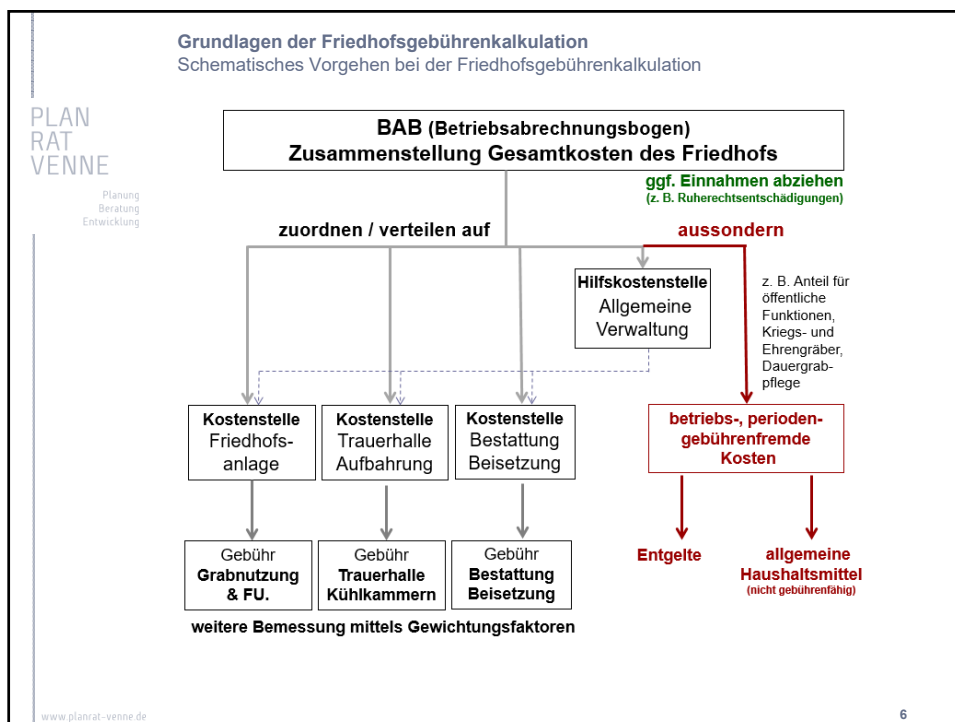 Grundlagen der Friedhofsgebührenkalkulation
Schematisches Vorgehen bei der Friedhofsgebührenkalkulation
PLAN
RAT
VENNE
Planung
Beratung
Entwicklung
BAB (Betriebsabrechnungsbogen)
Zusammenstellung Gesamtkosten des Friedhofs
ggf. Einnahmen abziehen
(z. B. Ruherechtsentschädigungen)
zuordnen / verteilen auf
aussondern
Hilfskostenstelle
Allgemeine
Verwaltung
z. B. Anteil für
öffentliche
Funktionen,
Kriegs- und
Ehrengräber,
Dauergrab-
pflege
Kostenstelle
Friedhofs-
anlage
Kostenstelle
Trauerhalle
Aufbahrung
Kostenstelle
Bestattung
Beisetzung
betriebs-, perioden-
gebührenfremde
Kosten
Gebühr
Grabnutzung
& FU.
Gebühr
Trauerhalle
Kühlkammern
Gebühr
Bestattung
Beisetzung
Entgelte
allgemeine
Haushaltsmittel
(nicht gebührenfähig)
weitere Bemessung mittels Gewichtungsfaktoren
www.planrat-venne.de
6